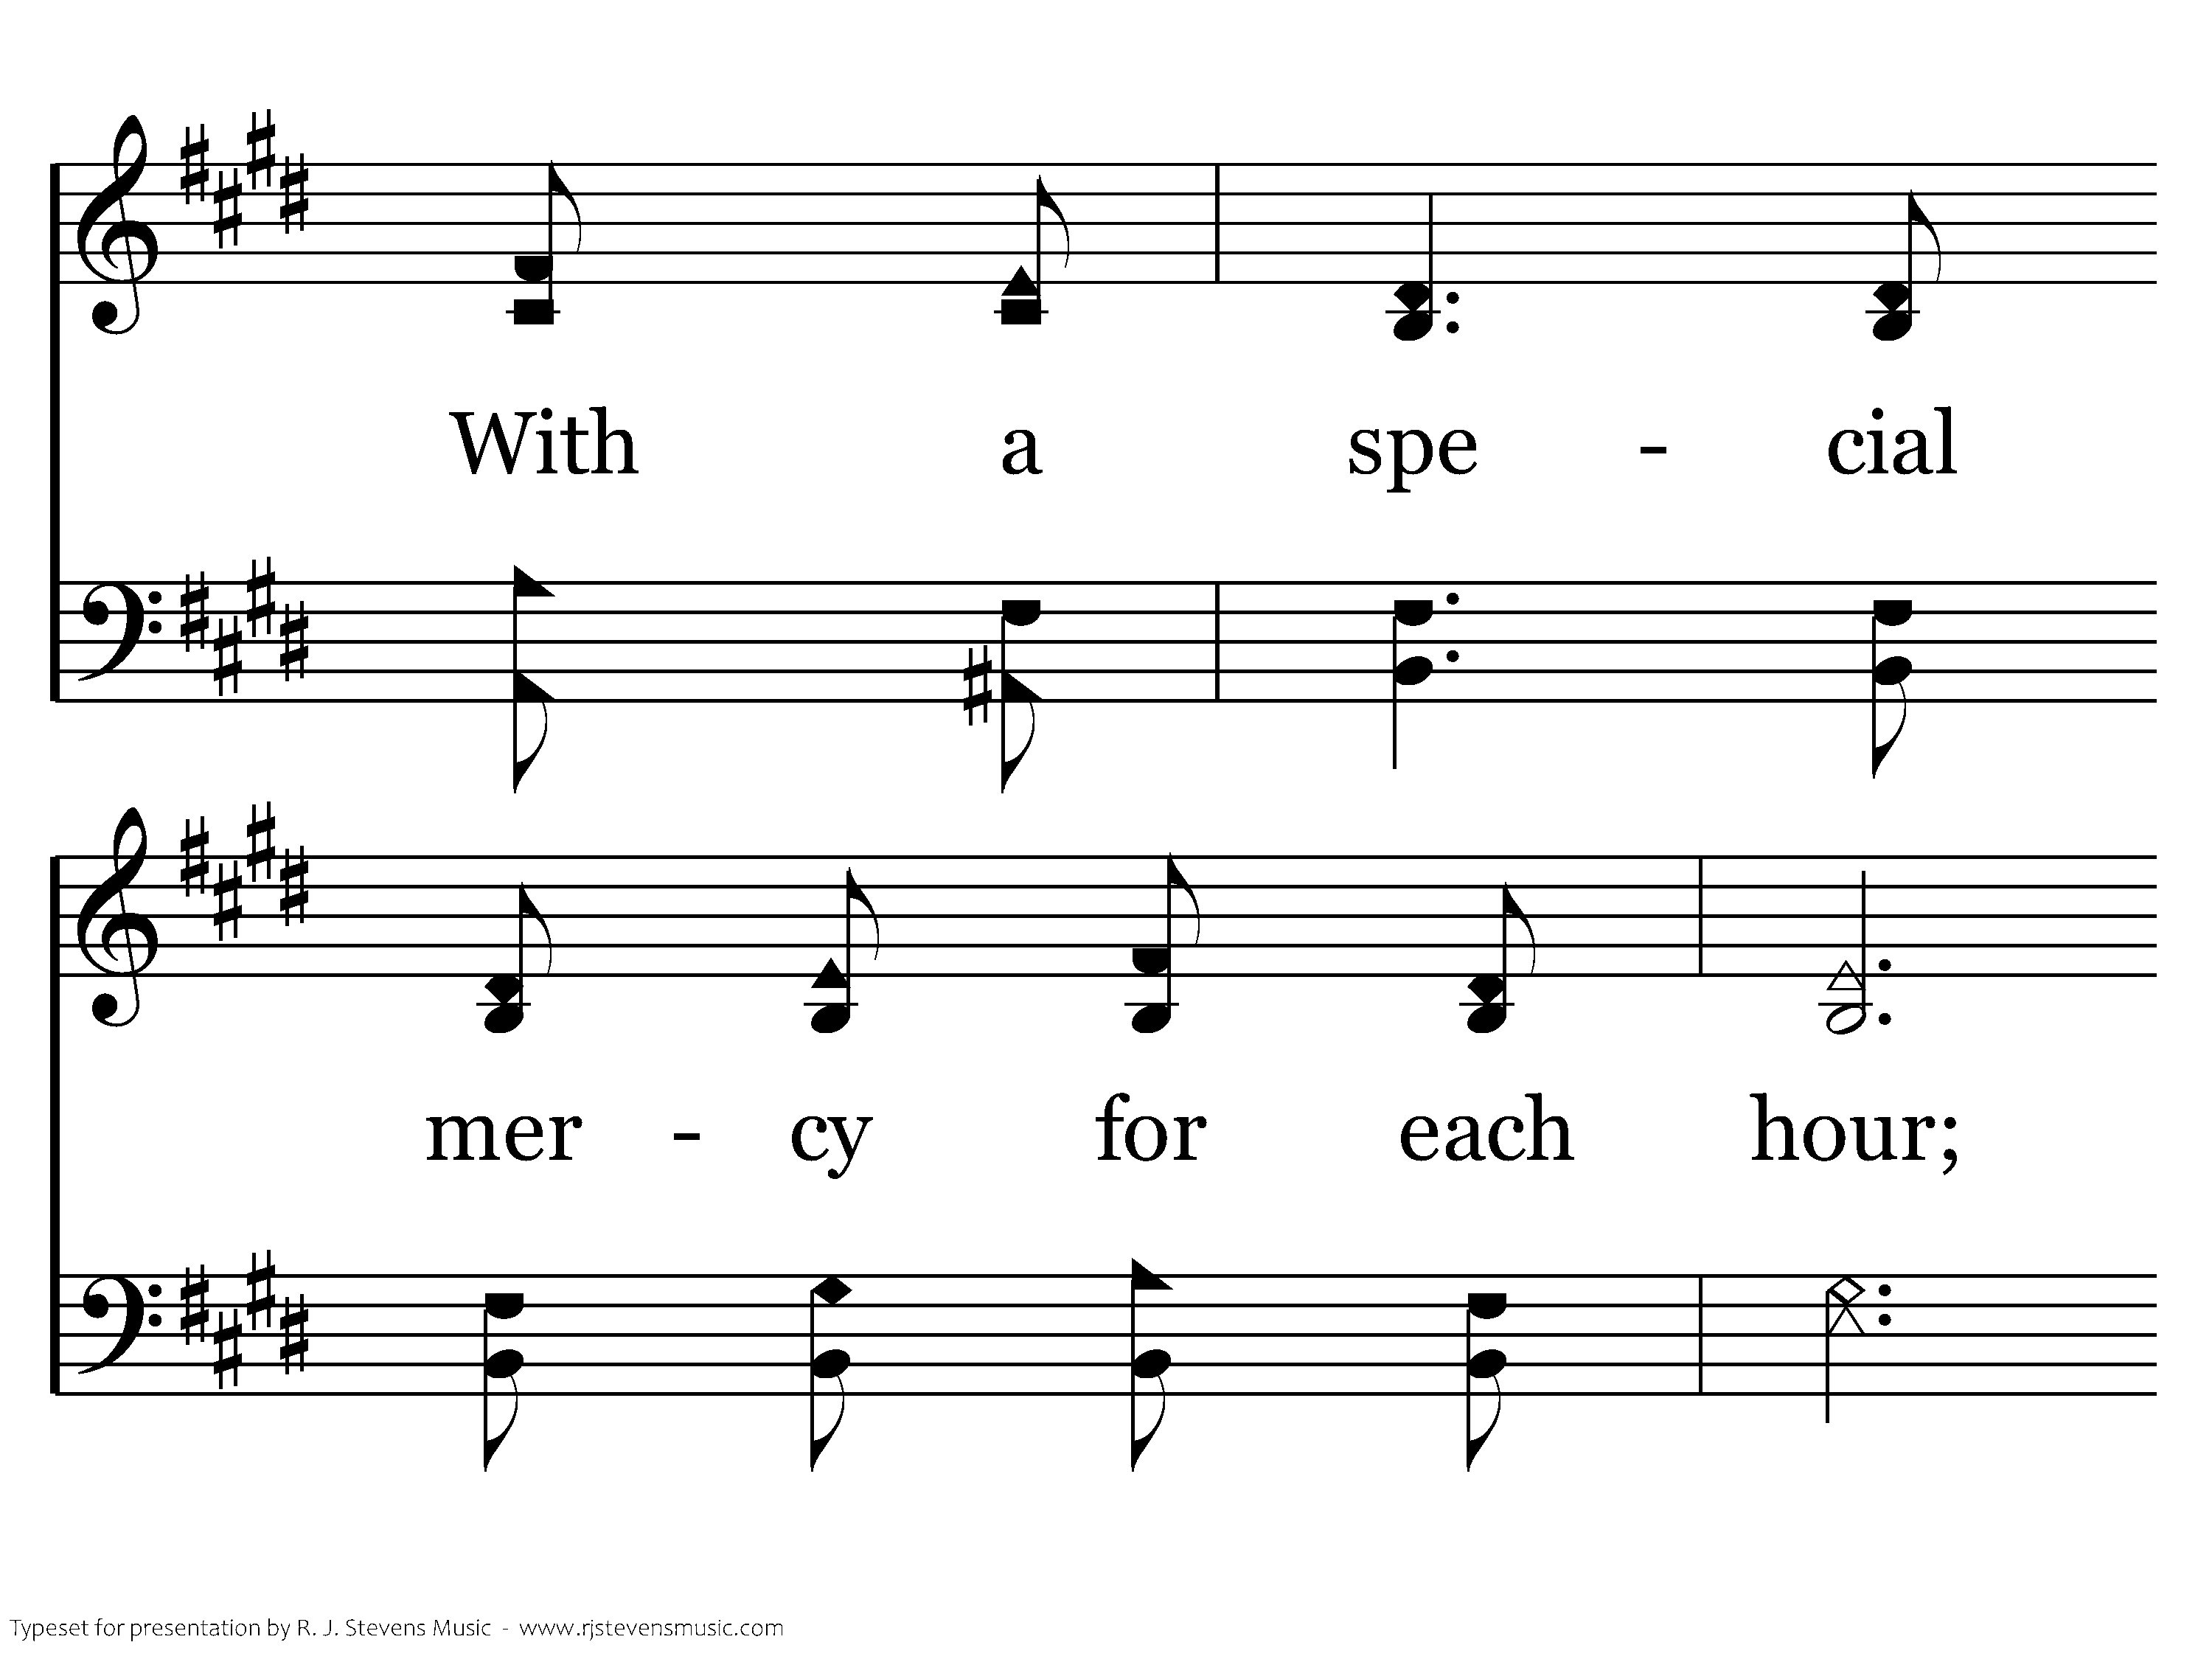 With a spe - cial
mer - cy for each hour;
Typeset for presentation by R. J. Stevens Music - www.rjstevensmusic.com